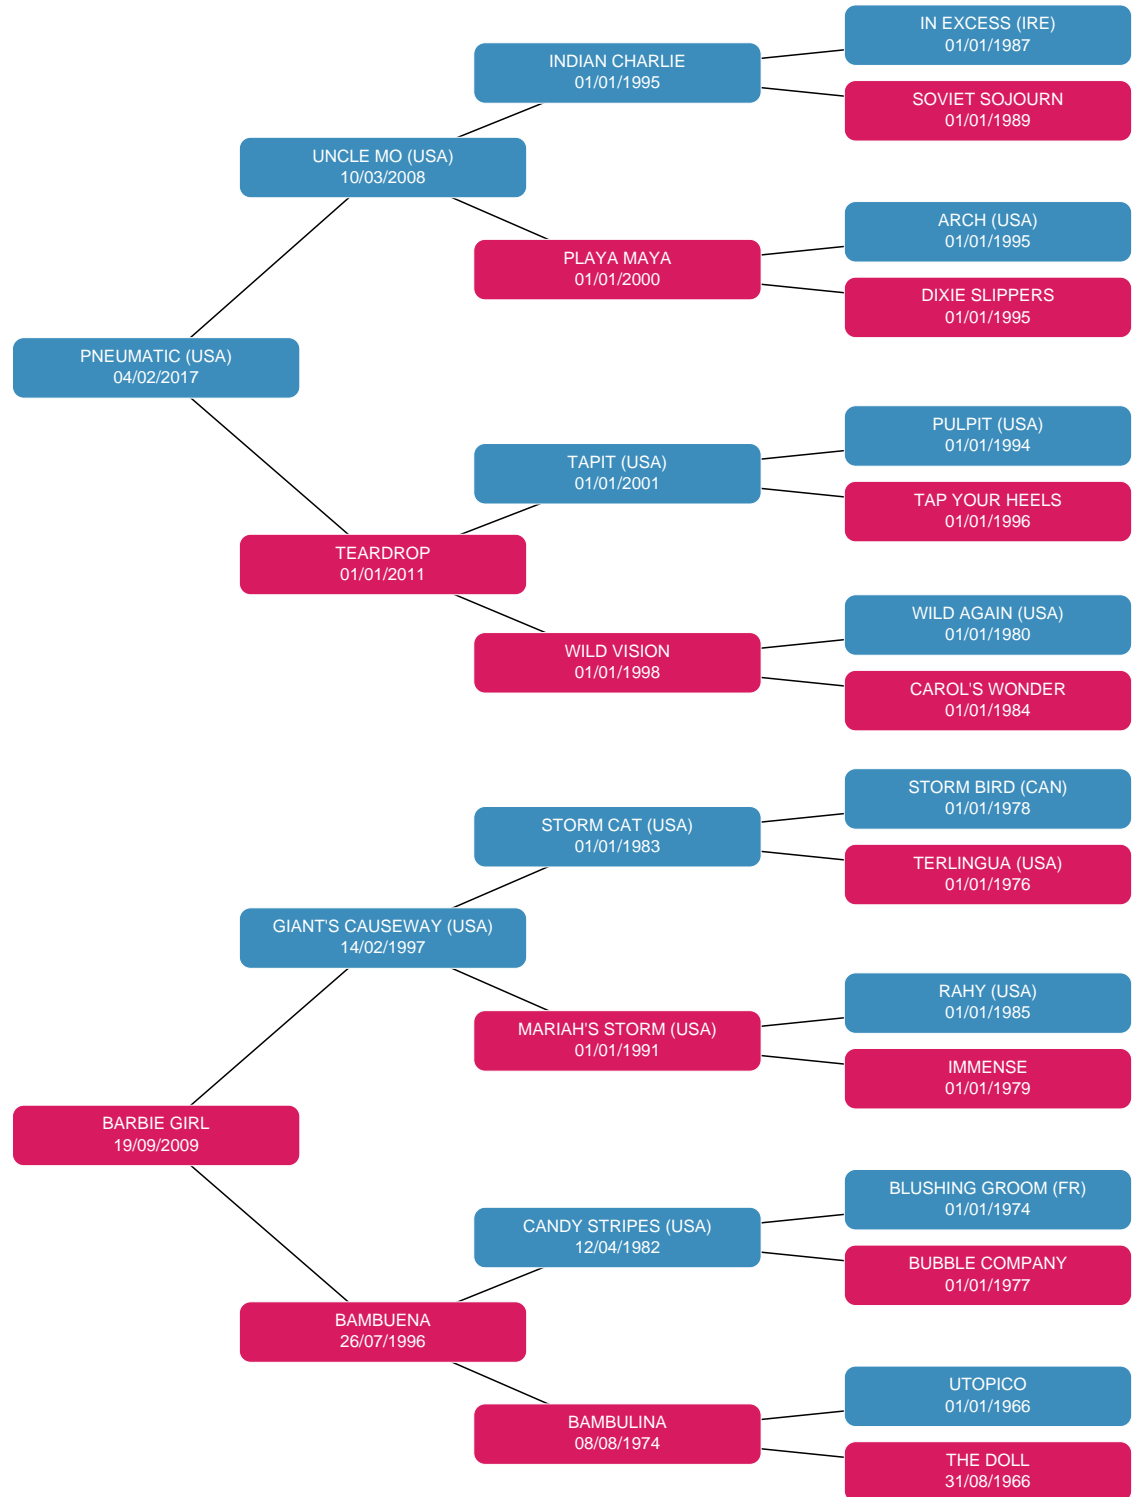 IN EXCESS (IRE)
01/01/1987
INDIAN CHARLIE
01/01/1995
SOVIET SOJOURN
01/01/1989
UNCLE MO (USA)
10/03/2008
ARCH (USA)
01/01/1995
PLAYA MAYA
01/01/2000
DIXIE SLIPPERS
01/01/1995
PNEUMATIC (USA)
04/02/2017
PULPIT (USA)
01/01/1994
TAPIT (USA)
01/01/2001
TAP YOUR HEELS
01/01/1996
TEARDROP
01/01/2011
WILD AGAIN (USA)
01/01/1980
WILD VISION
01/01/1998
CAROL'S WONDER
01/01/1984
STORM BIRD (CAN)
01/01/1978
STORM CAT (USA)
01/01/1983
TERLINGUA (USA)
01/01/1976
GIANT'S CAUSEWAY (USA)
14/02/1997
RAHY (USA)
01/01/1985
MARIAH'S STORM (USA)
01/01/1991
IMMENSE
01/01/1979
BARBIE GIRL
19/09/2009
BLUSHING GROOM (FR)
01/01/1974
CANDY STRIPES (USA)
12/04/1982
BUBBLE COMPANY
01/01/1977
BAMBUENA
26/07/1996
UTOPICO
01/01/1966
BAMBULINA
08/08/1974
THE DOLL
31/08/1966